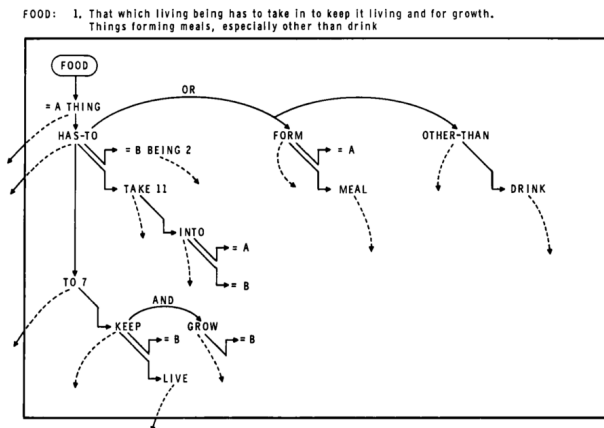 FOOD: 1. That which living being has to take in to keep it living and for growth.
Things forming meals, especially other than drink
FOOD
OR
= A THING
HAS-TO
FORM
OTHER-THAN
= B BEING 2
= A
TAKE 11
MEAL
DRINK
INTO
= A
= B
TO 7
AND
KEEP
GROW
= B
= B
LIVE